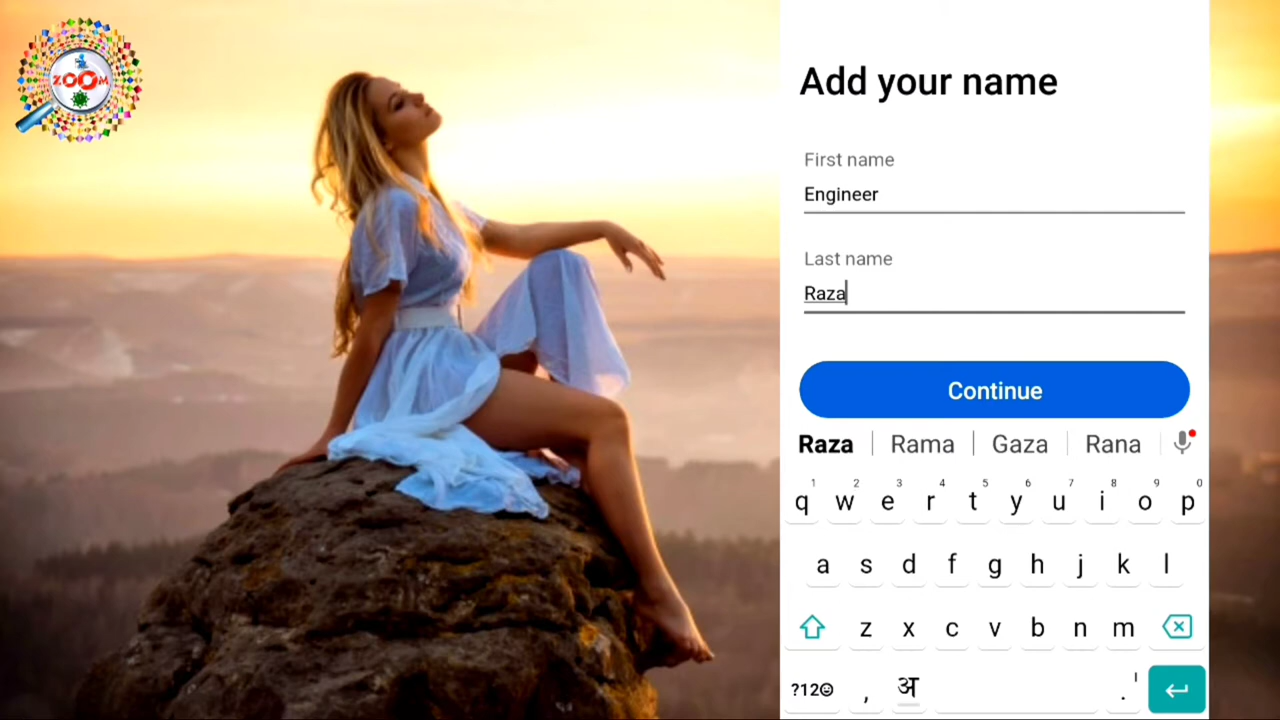 ZOOM
Add your name
First name
Engineer
Last name
Raza
Continue
Raza Rama Gaza Rana
1 2 3 4 5 6 7 8 9 0
q w e r t y u i o p
a s d f g h j k l
z x c v b n m
?12☺ , अ . '